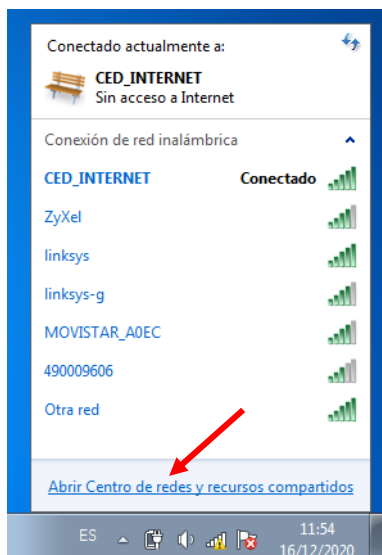 Conectado actualmente a:
CED_INTERNET
Sin acceso a Internet
Conexión de red inalámbrica
CED_INTERNET Conectado
ZyXel
linksys
linksys-g
MOVISTAR_A0EC
490009606
Otra red
Abrir Centro de redes y recursos compartidos
ES 11:54
16/12/2020